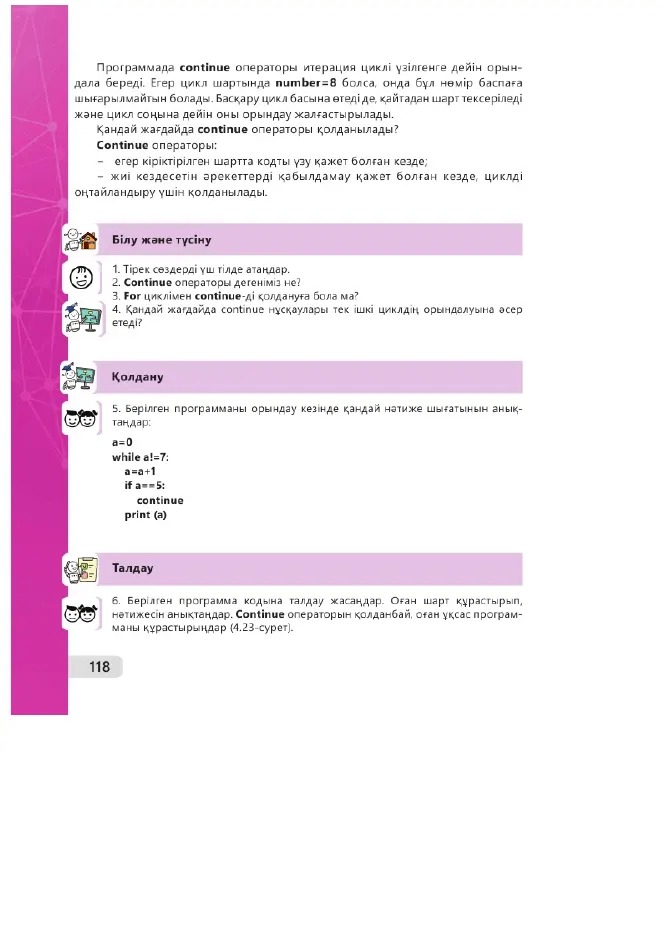 Программада continue операторы итерация циклі үзілгенге дейін орын-
дала береді. Егер цикл шартында number=8 болса, онда бұл нөмір баспаға
шығарылмайтын болады. Басқару цикл басына өтеді де, қайтадан шарт тексеріледі
және цикл соңына дейін оны орындау жалғастырылады.
Қандай жағдайда continue операторы қолданылады?
Continue операторы:
– егер кіріктірілген шартта кодты үзу қажет болған кезде;
– жиі кездесетін әрекеттерді қабылдамау қажет болған кезде, циклді
оңтайландыру үшін қолданылады.
Білу және түсіну
1. Тірек сөздерді үш тілде атаңдар.
2. Continue операторы дегеніміз не?
3. For циклімен continue-ді қолдануға бола ма?
4. Қандай жағдайда continue нұсқаулары тек ішкі циклдің орындалуына әсер
етеді?
Қолдану
5. Берілген программаны орындау кезінде қандай нәтиже шығатынын анық-
таңдар:
a=0
while a!=7:
a=a+1
if a==5:
continue
print (a)
Талдау
6. Берілген программа кодына талдау жасаңдар. Оған шарт құрастырып,
нәтижесін анықтаңдар. Continue операторын қолданбай, оған ұқсас програм-
маны құрастырыңдар (4.23-сурет).
118